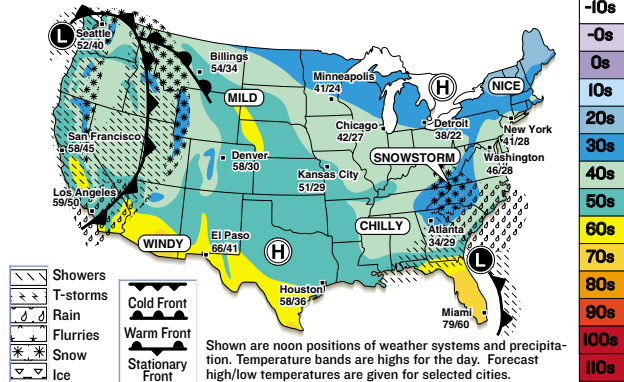 L
Seattle
52/40
Billings
54/34
Minneapolis
41/24
H
NICE
MILD
San Francisco
58/45
Chicago
42/27
Detroit
38/22
New York
41/28
SNOWSTORM
Washington
46/28
Denver
58/30
Kansas City
51/29
Los Angeles
59/50
WINDY
El Paso
66/41
H
CHILLY
Atlanta
34/29
L
Houston
58/36
Miami
79/60
Showers
T-storms
Rain
Flurries
Snow
Ice
Cold Front
Warm Front
Stationary
Front
Shown are noon positions of weather systems and precipita-
tion. Temperature bands are highs for the day. Forecast
high/low temperatures are given for selected cities.
-10s
-0s
0s
10s
20s
30s
40s
50s
60s
70s
80s
90s
100s
110s